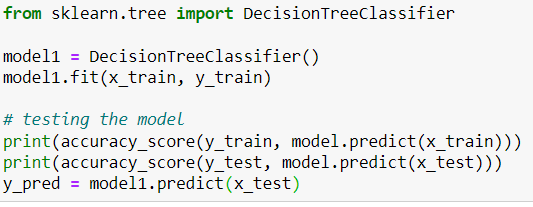 from sklearn.tree import DecisionTreeClassifier
model1 = DecisionTreeClassifier()
model1.fit(x_train, y_train)
# testing the model
print(accuracy_score(y_train, model.predict(x_train)))
print(accuracy_score(y_test, model.predict(x_test)))
y_pred = model1.predict(x_test)